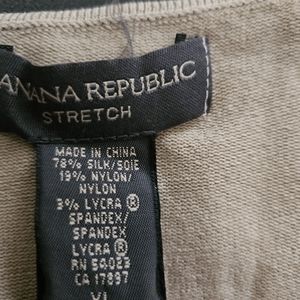 ANANA REPUBLIC
STRETCH
MADE IN CHINA
78% SILK/SOIE
19% NYLON/
NYLON
3% LYCRA®
SPANDEX/
SPANDEX
LYCRA®
RN 54023
CA 17897
XL